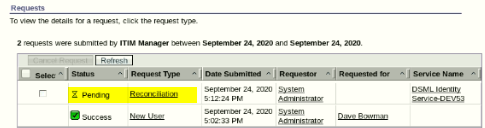 Requests
To view the details for a request, click the request type.
2 requests were submitted by ITIM Manager between September 24, 2020 and September 24, 2020.
Cancel Request Refresh
Selec ^ Status ^ Request Type ^ Date Submitted ^ Requestor ^ Requested for ^ Service Name ^
Pending Reconciliation September 24, 2020 5:12:24 PM System Administrator DSML Identity Service-DEV53
Success New User September 24, 2020 5:02:33 PM System Administrator Dave Bowman